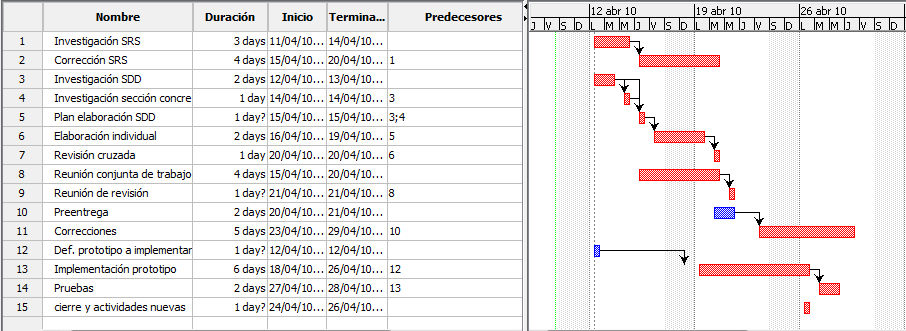 Nombre Duración Inicio Termina... Predecesores
12 abr 10 19 abr 10 26 abr 10
J V S D L M M J V S D L M M J V S D L M M J V S D L
1 Investigación SRS 3 days 11/04/10... 14/04/10...
2 Corrección SRS 4 days 15/04/10... 20/04/10... 1
3 Investigación SDD 2 days 12/04/10... 13/04/10...
4 Investigación sección concre 1 day 14/04/10... 14/04/10... 3
5 Plan elaboración SDD 1 day? 15/04/10... 15/04/10... 3;4
6 Elaboración individual 2 days 16/04/10... 19/04/10... 5
7 Revisión cruzada 1 day 20/04/10... 20/04/10... 6
8 Reunión conjunta de trabajo 4 days 15/04/10... 20/04/10...
9 Reunión de revisión 1 day? 21/04/10... 21/04/10... 8
10 Preentrega 2 days 20/04/10... 21/04/10...
11 Correcciones 5 days 23/04/10... 29/04/10... 10
12 Def. prototipo a implementar 1 day? 12/04/10... 12/04/10...
13 Implementación prototipo 6 days 18/04/10... 26/04/10... 12
14 Pruebas 2 days 27/04/10... 28/04/10... 13
15 cierre y actividades nuevas 1 day? 24/04/10... 26/04/10...